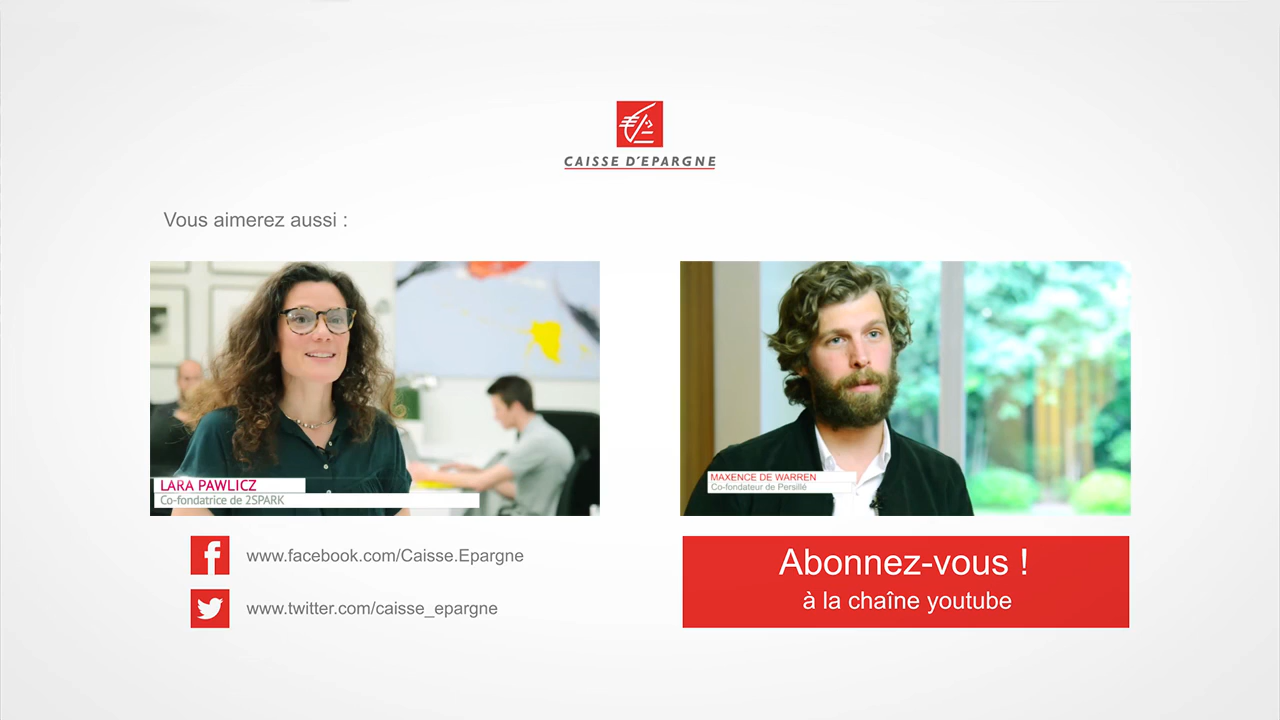 CAISSE D'EPARGNE
Vous aimerez aussi :
LARA PAWLICZ
Co-fondatrice de 2SPARK
MAXENCE DE WARREN
Co-fondateur de Persillé
www.facebook.com/Caisse.Epargne
www.twitter.com/caisse_epargne
Abonnez-vous !
à la chaîne youtube